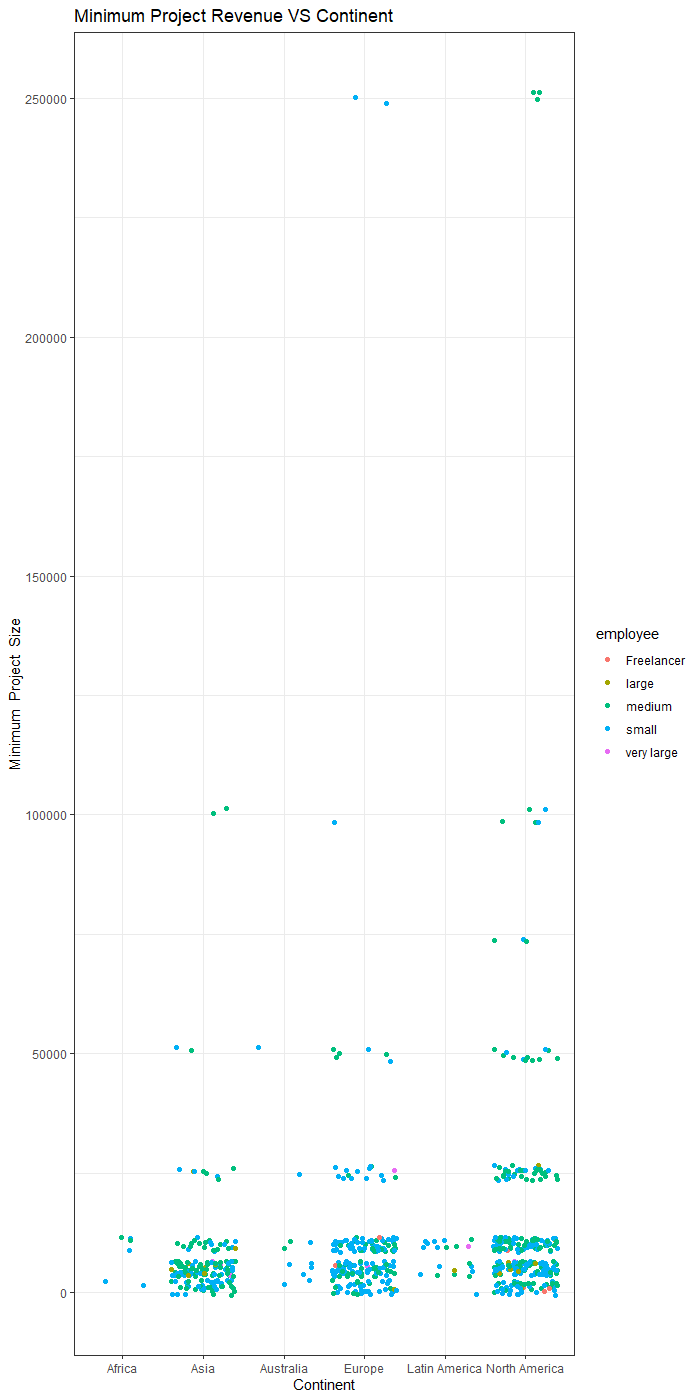 Minimum Project Revenue VS Continent
250000
200000
150000
100000
50000
0
Minimum Project Size
Africa Asia Australia Europe Latin America North America
Continent
employee
Freelancer
large
medium
small
very large